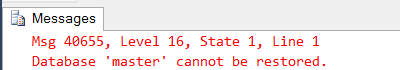 Messages
Msg 40655, Level 16, State 1, Line 1
Database 'master' cannot be restored.